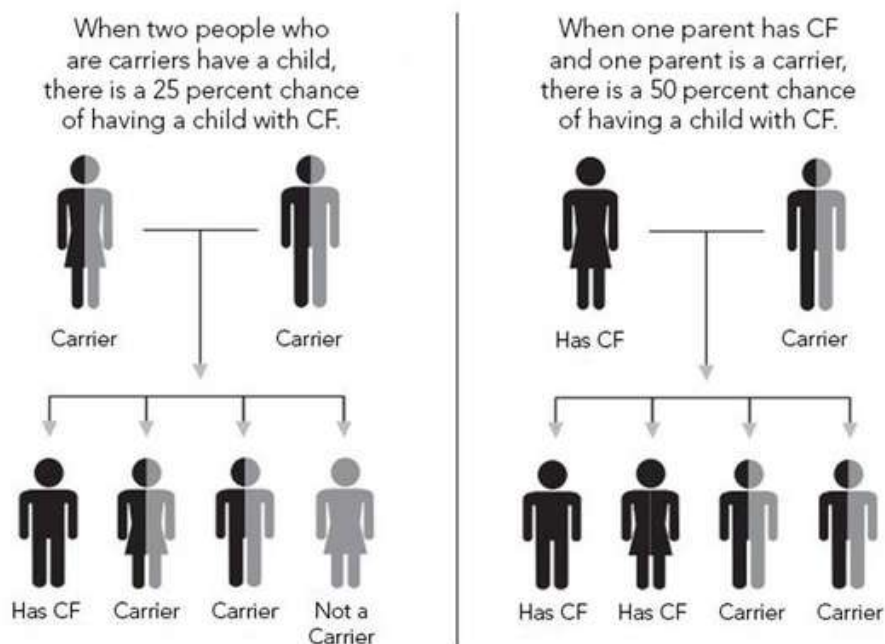 When two people who
are carriers have a child,
there is a 25 percent chance
of having a child with CF.
Carrier
Carrier
Has CF
Carrier
Carrier
Not a
Carrier
When one parent has CF
and one parent is a carrier,
there is a 50 percent chance
of having a child with CF.
Has CF
Carrier
Has CF
Has CF
Carrier
Carrier